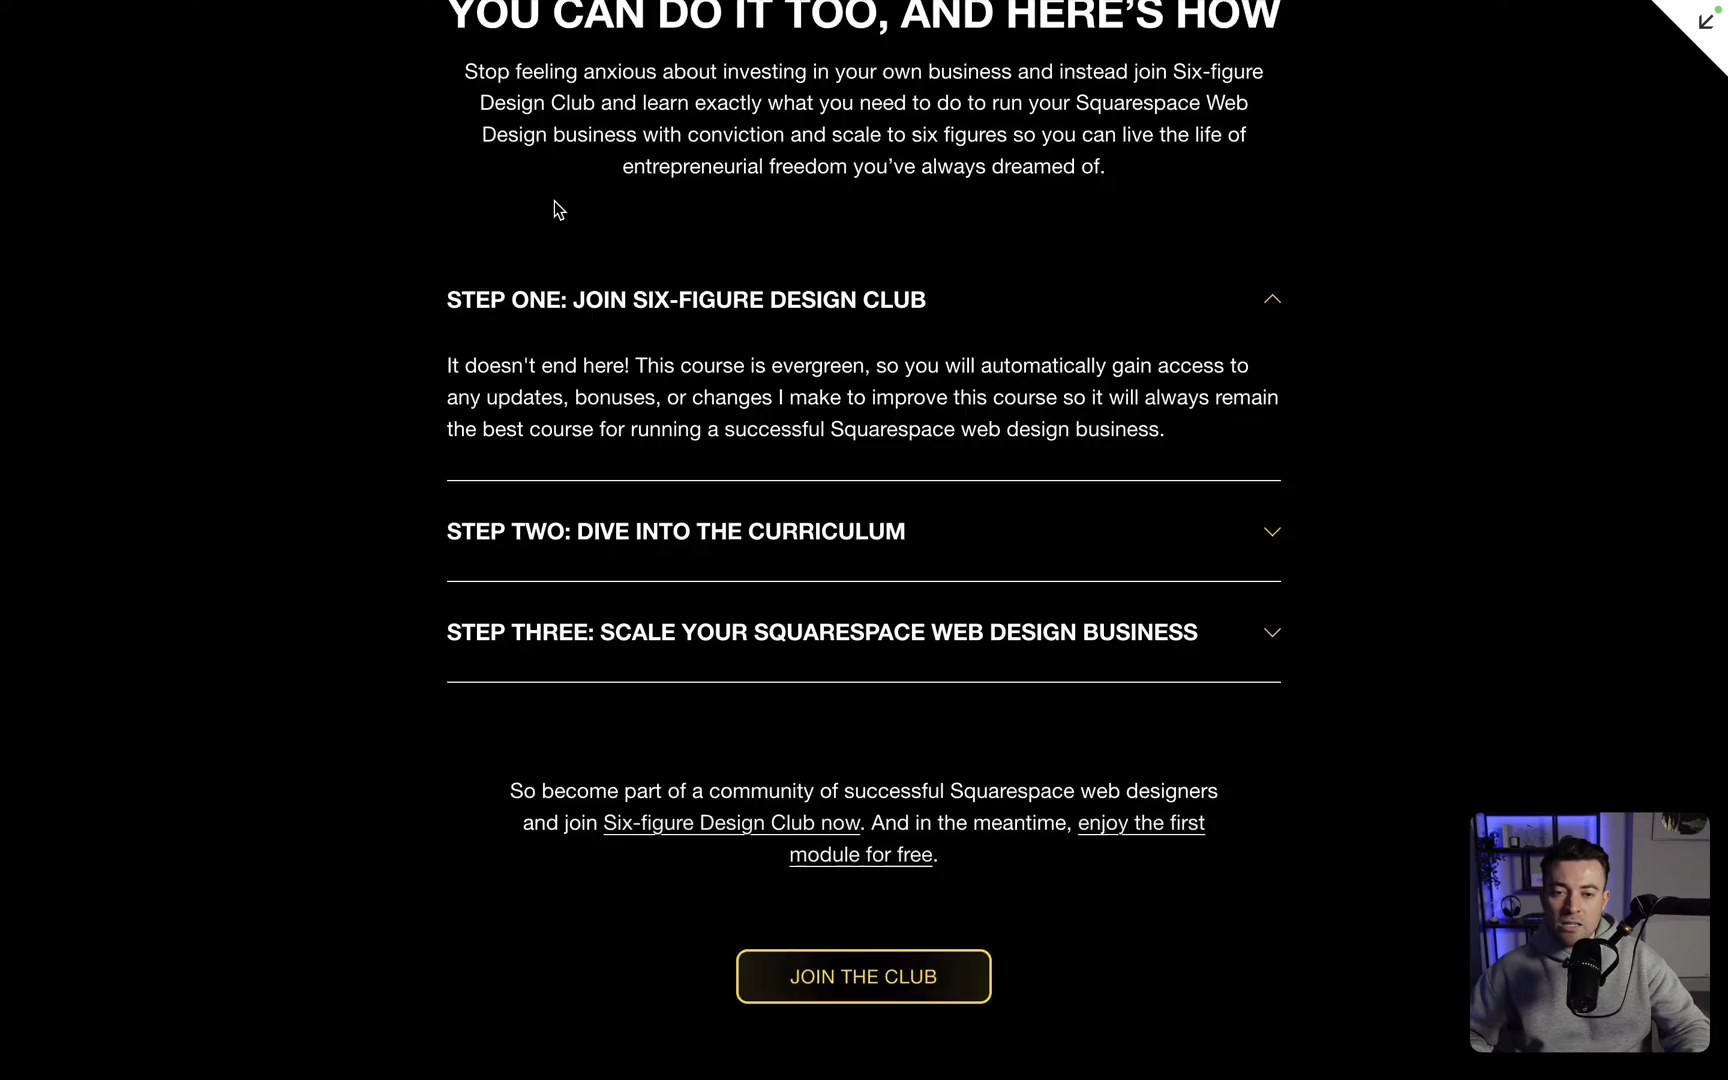 YOU CAN DO IT TOO, AND HERE’S HOW
Stop feeling anxious about investing in your own business and instead join Six-figure
Design Club and learn exactly what you need to do to run your Squarespace Web
Design business with conviction and scale to six figures so you can live the life of
entrepreneurial freedom you’ve always dreamed of.
STEP ONE: JOIN SIX-FIGURE DESIGN CLUB
It doesn't end here! This course is evergreen, so you will automatically gain access to
any updates, bonuses, or changes I make to improve this course so it will always remain
the best course for running a successful Squarespace web design business.
STEP TWO: DIVE INTO THE CURRICULUM
STEP THREE: SCALE YOUR SQUARESPACE WEB DESIGN BUSINESS
So become part of a community of successful Squarespace web designers
and join Six-figure Design Club now. And in the meantime, enjoy the first
module for free.
JOIN THE CLUB